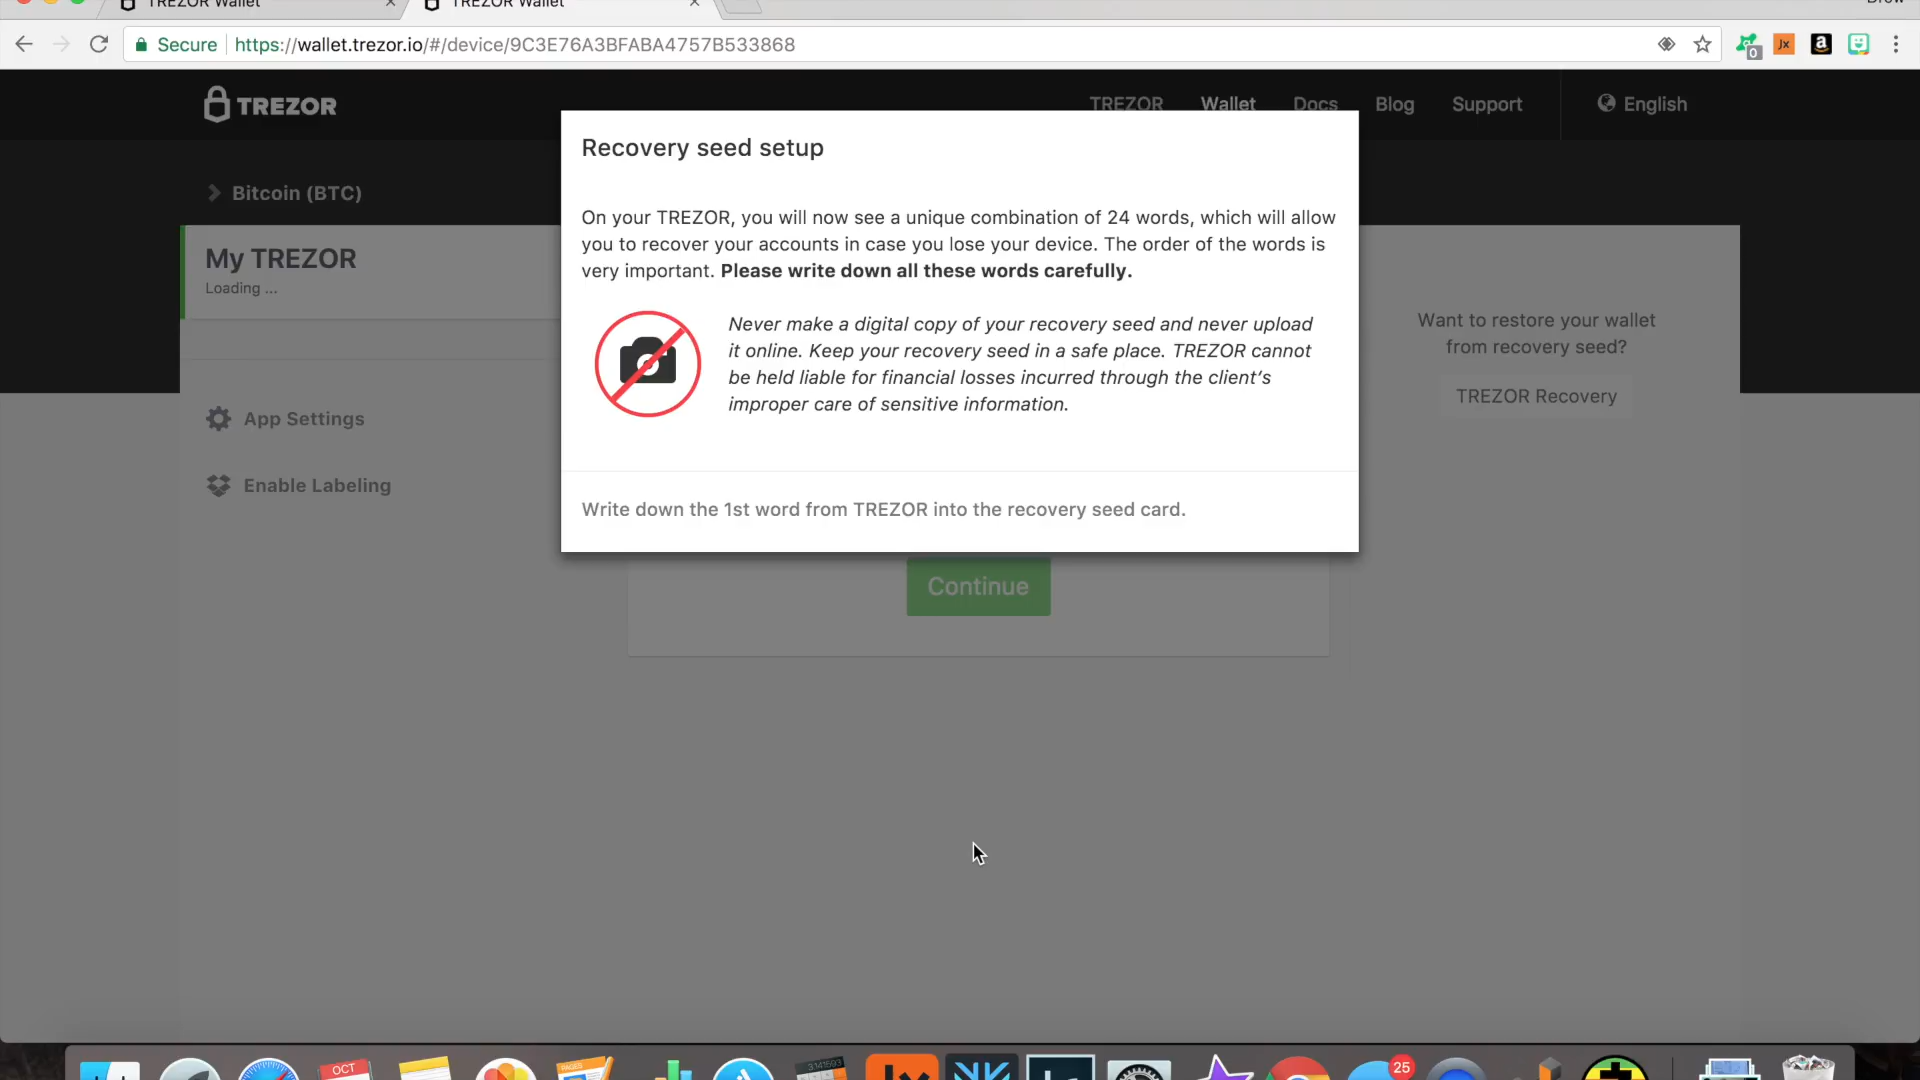 TREZOR Wallet
TREZOR Wallet
Drew
Secure https://wallet.trezor.io/#/device/9C3E76A3BFABA4757B533868
0
Jx
a
TREZOR
TREZOR Wallet Docs Blog Support English
Recovery seed setup
Bitcoin (BTC)
On your TREZOR, you will now see a unique combination of 24 words, which will allow
you to recover your accounts in case you lose your device. The order of the words is
very important. Please write down all these words carefully.
My TREZOR
Loading ...
Never make a digital copy of your recovery seed and never upload
it online. Keep your recovery seed in a safe place. TREZOR cannot
be held liable for financial losses incurred through the client's
improper care of sensitive information.
Want to restore your wallet
from recovery seed?
TREZOR Recovery
App Settings
Enable Labeling
Write down the 1st word from TREZOR into the recovery seed card.
Continue
OCT
PAGES
25